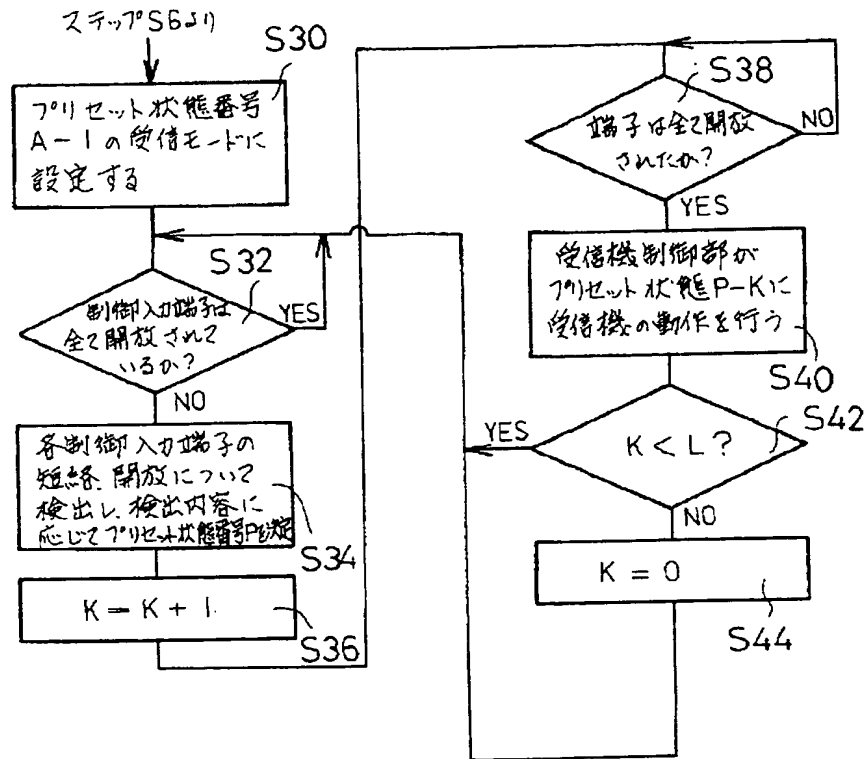 ステップS6より
S30
プリセット状態番号
A-1の受信モードに
設定する
S32
制御入力端子は
全て開放されて
いるか?
YES
NO
各制御入力端子の
短絡、開放について
検出し、検出内容に
応じてプリセット状態番号Pを決定
S34
K=K+1
S36
S38
端子は全て開放
されたか?
NO
YES
受信機制御部が
プリセット状態P-Kに
受信機の動作を行う
S40
S42
K<L?
YES
NO
K=0
S44